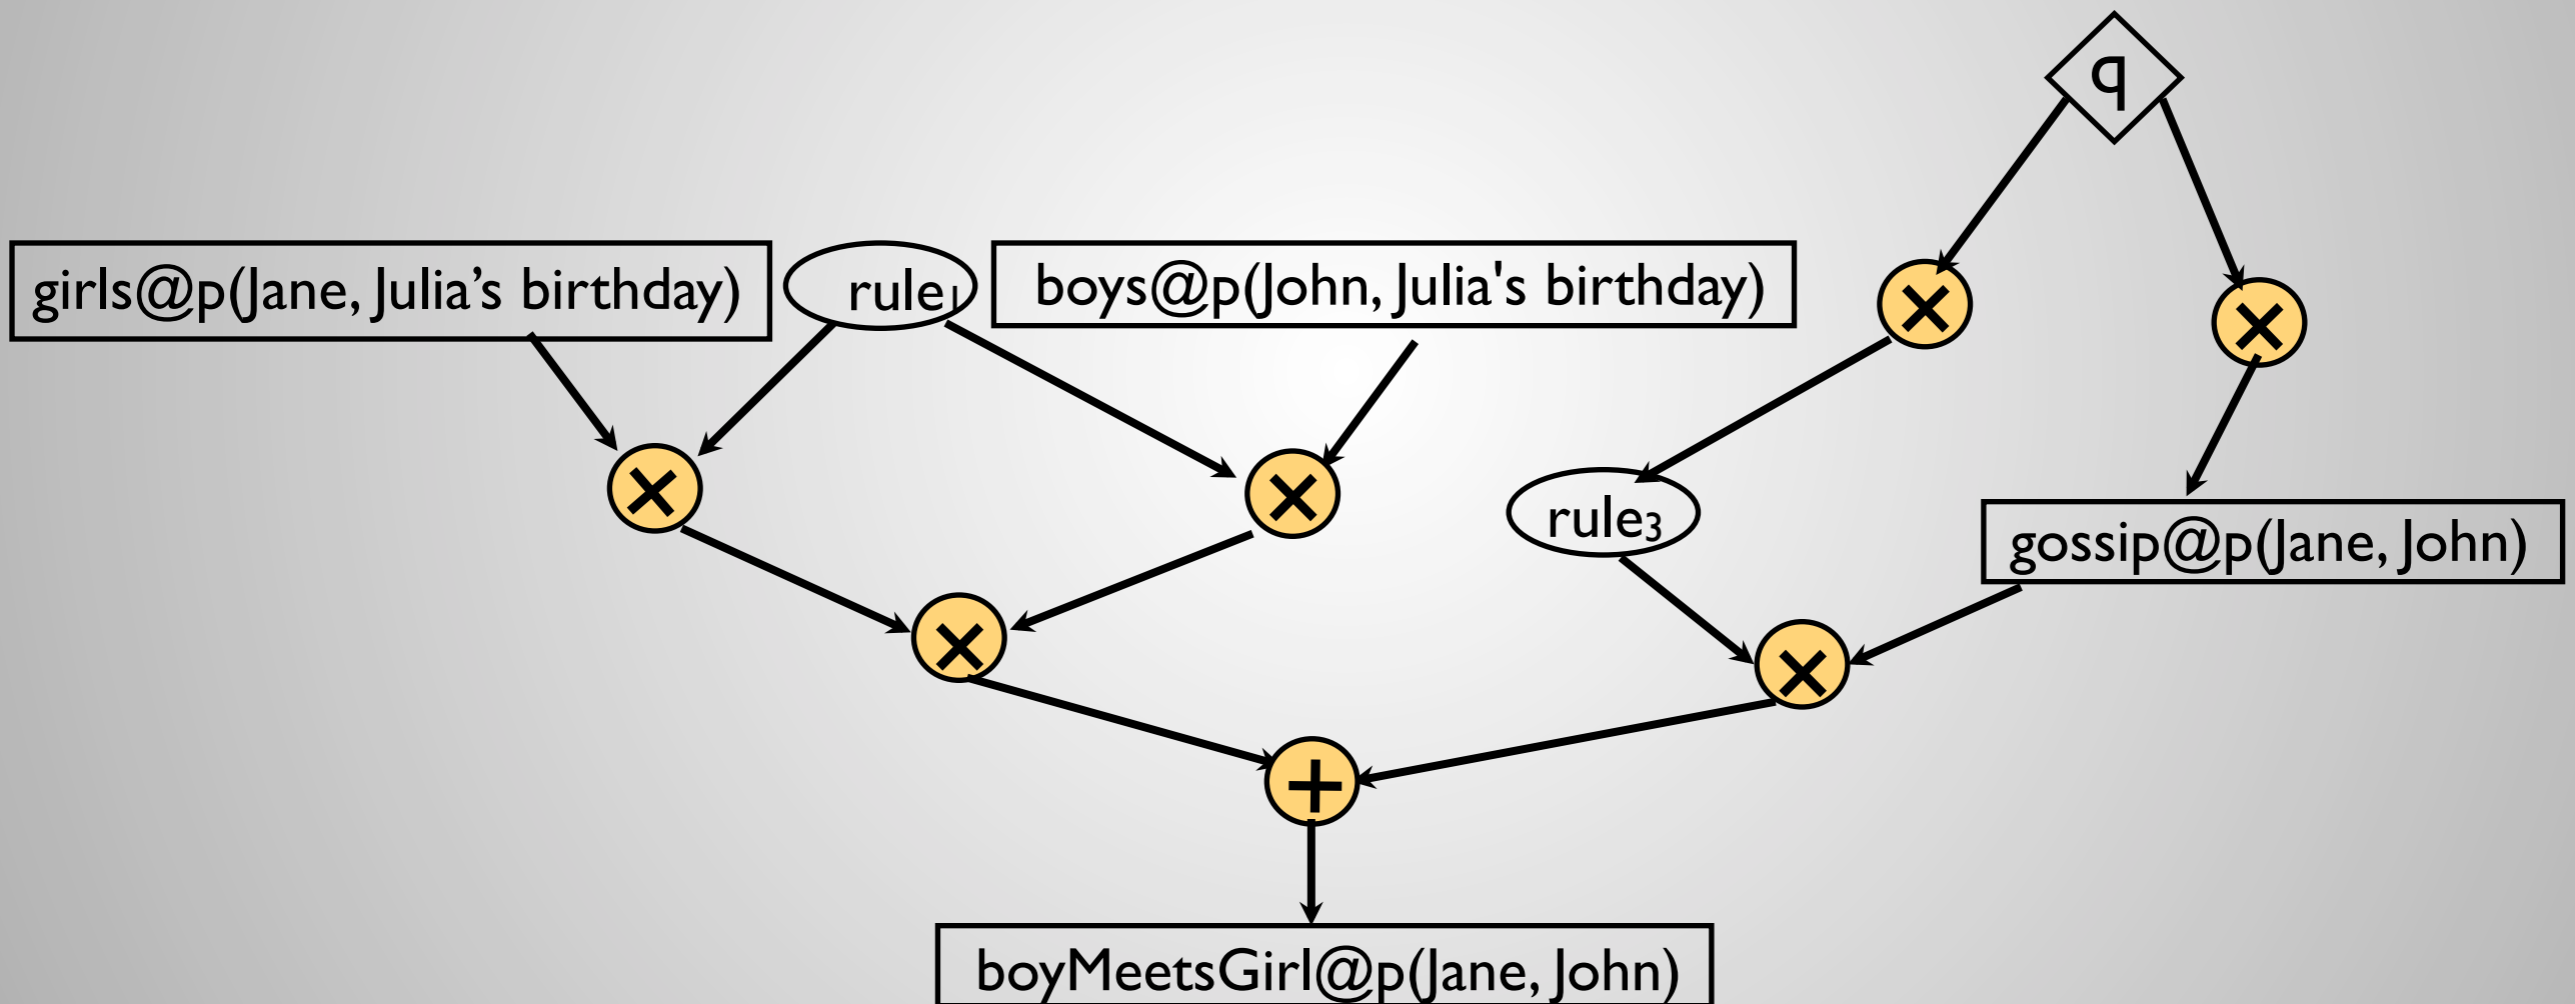 q
girls@p(Jane, Julia’s birthday)
rule₁
boys@p(John, Julia's birthday)
×
×
×
×
rule₃
gossip@p(Jane, John)
×
×
+
boyMeetsGirl@p(Jane, John)